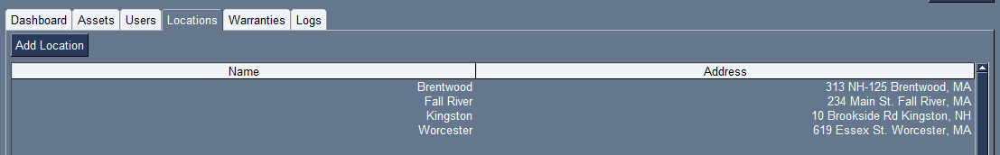 Dashboard Assets Users Locations Warranties Logs
Add Location
Name Address
Brentwood 313 NH-125 Brentwood, MA
Fall River 234 Main St. Fall River, MA
Kingston 10 Brookside Rd Kingston, NH
Worcester 619 Essex St. Worcester, MA